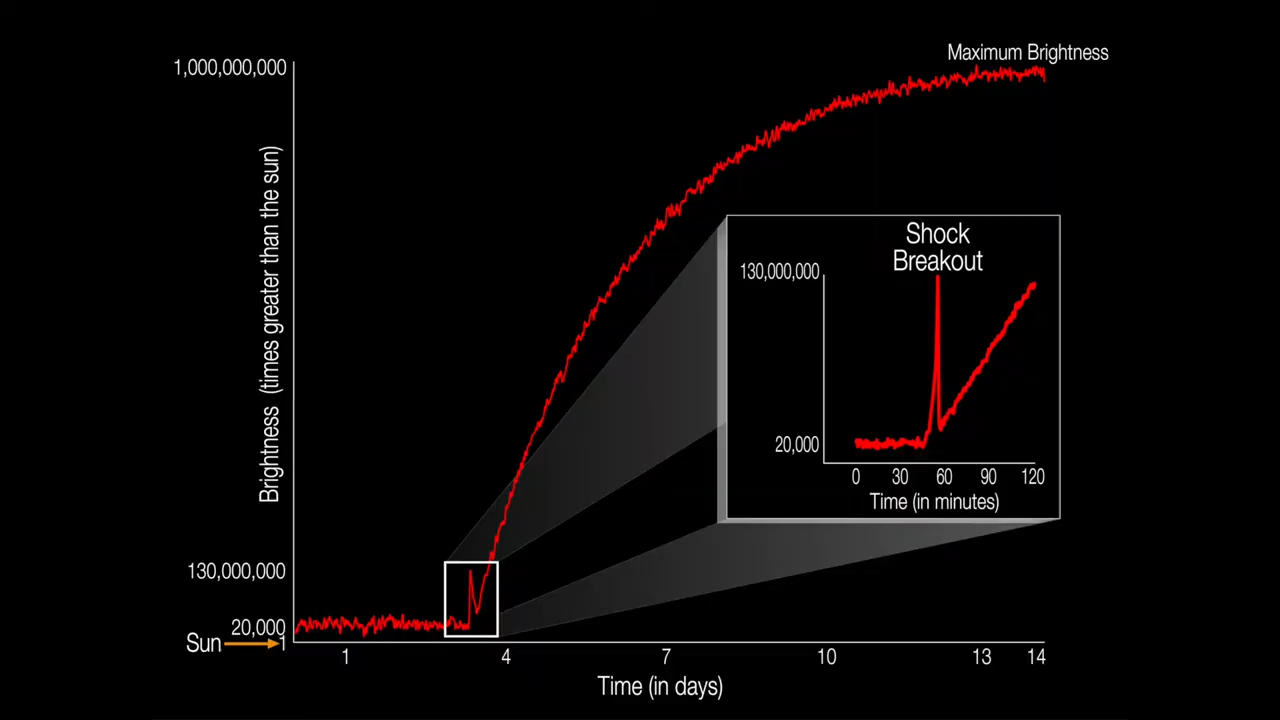 Maximum Brightness
1,000,000,000
Brightness (times greater than the sun)
130,000,000
20,000
1
Sun
1
4
7
10
13
14
Time (in days)
Shock
Breakout
130,000,000
20,000
0
30
60
90
120
Time (in minutes)